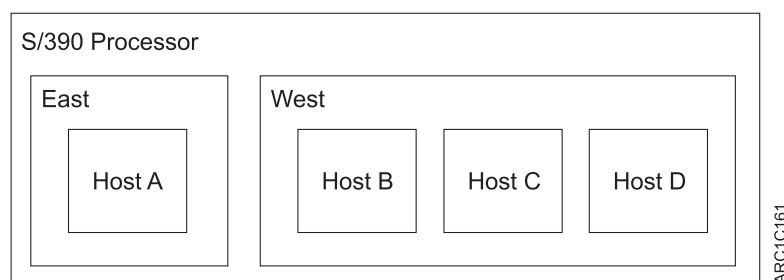 S/390 Processor
East
West
Host A
Host B
Host C
Host D
ARC1C161